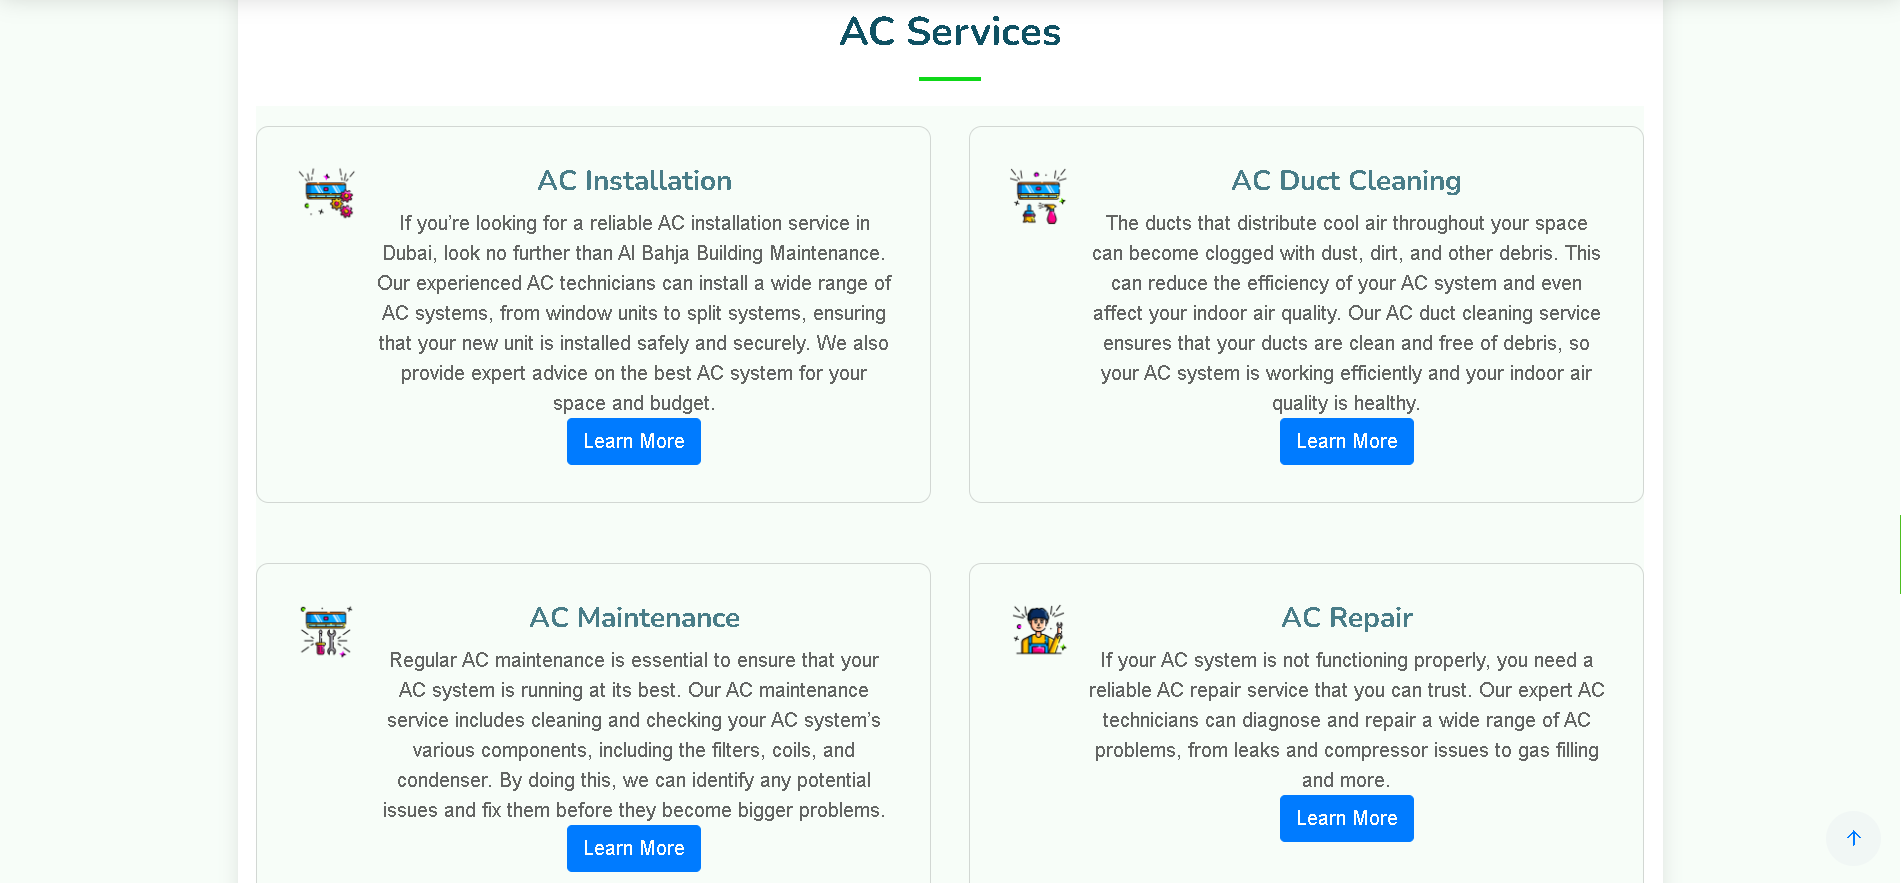 AC Services
AC Installation
If you’re looking for a reliable AC installation service in
Dubai, look no further than Al Bahja Building Maintenance.
Our experienced AC technicians can install a wide range of
AC systems, from window units to split systems, ensuring
that your new unit is installed safely and securely. We also
provide expert advice on the best AC system for your
space and budget.
Learn More
AC Duct Cleaning
The ducts that distribute cool air throughout your space
can become clogged with dust, dirt, and other debris. This
can reduce the efficiency of your AC system and even
affect your indoor air quality. Our AC duct cleaning service
ensures that your ducts are clean and free of debris, so
your AC system is working efficiently and your indoor air
quality is healthy.
Learn More
AC Maintenance
Regular AC maintenance is essential to ensure that your
AC system is running at its best. Our AC maintenance
service includes cleaning and checking your AC system’s
various components, including the filters, coils, and
condenser. By doing this, we can identify any potential
issues and fix them before they become bigger problems.
Learn More
AC Repair
If your AC system is not functioning properly, you need a
reliable AC repair service that you can trust. Our expert AC
technicians can diagnose and repair a wide range of AC
problems, from leaks and compressor issues to gas filling
and more.
Learn More